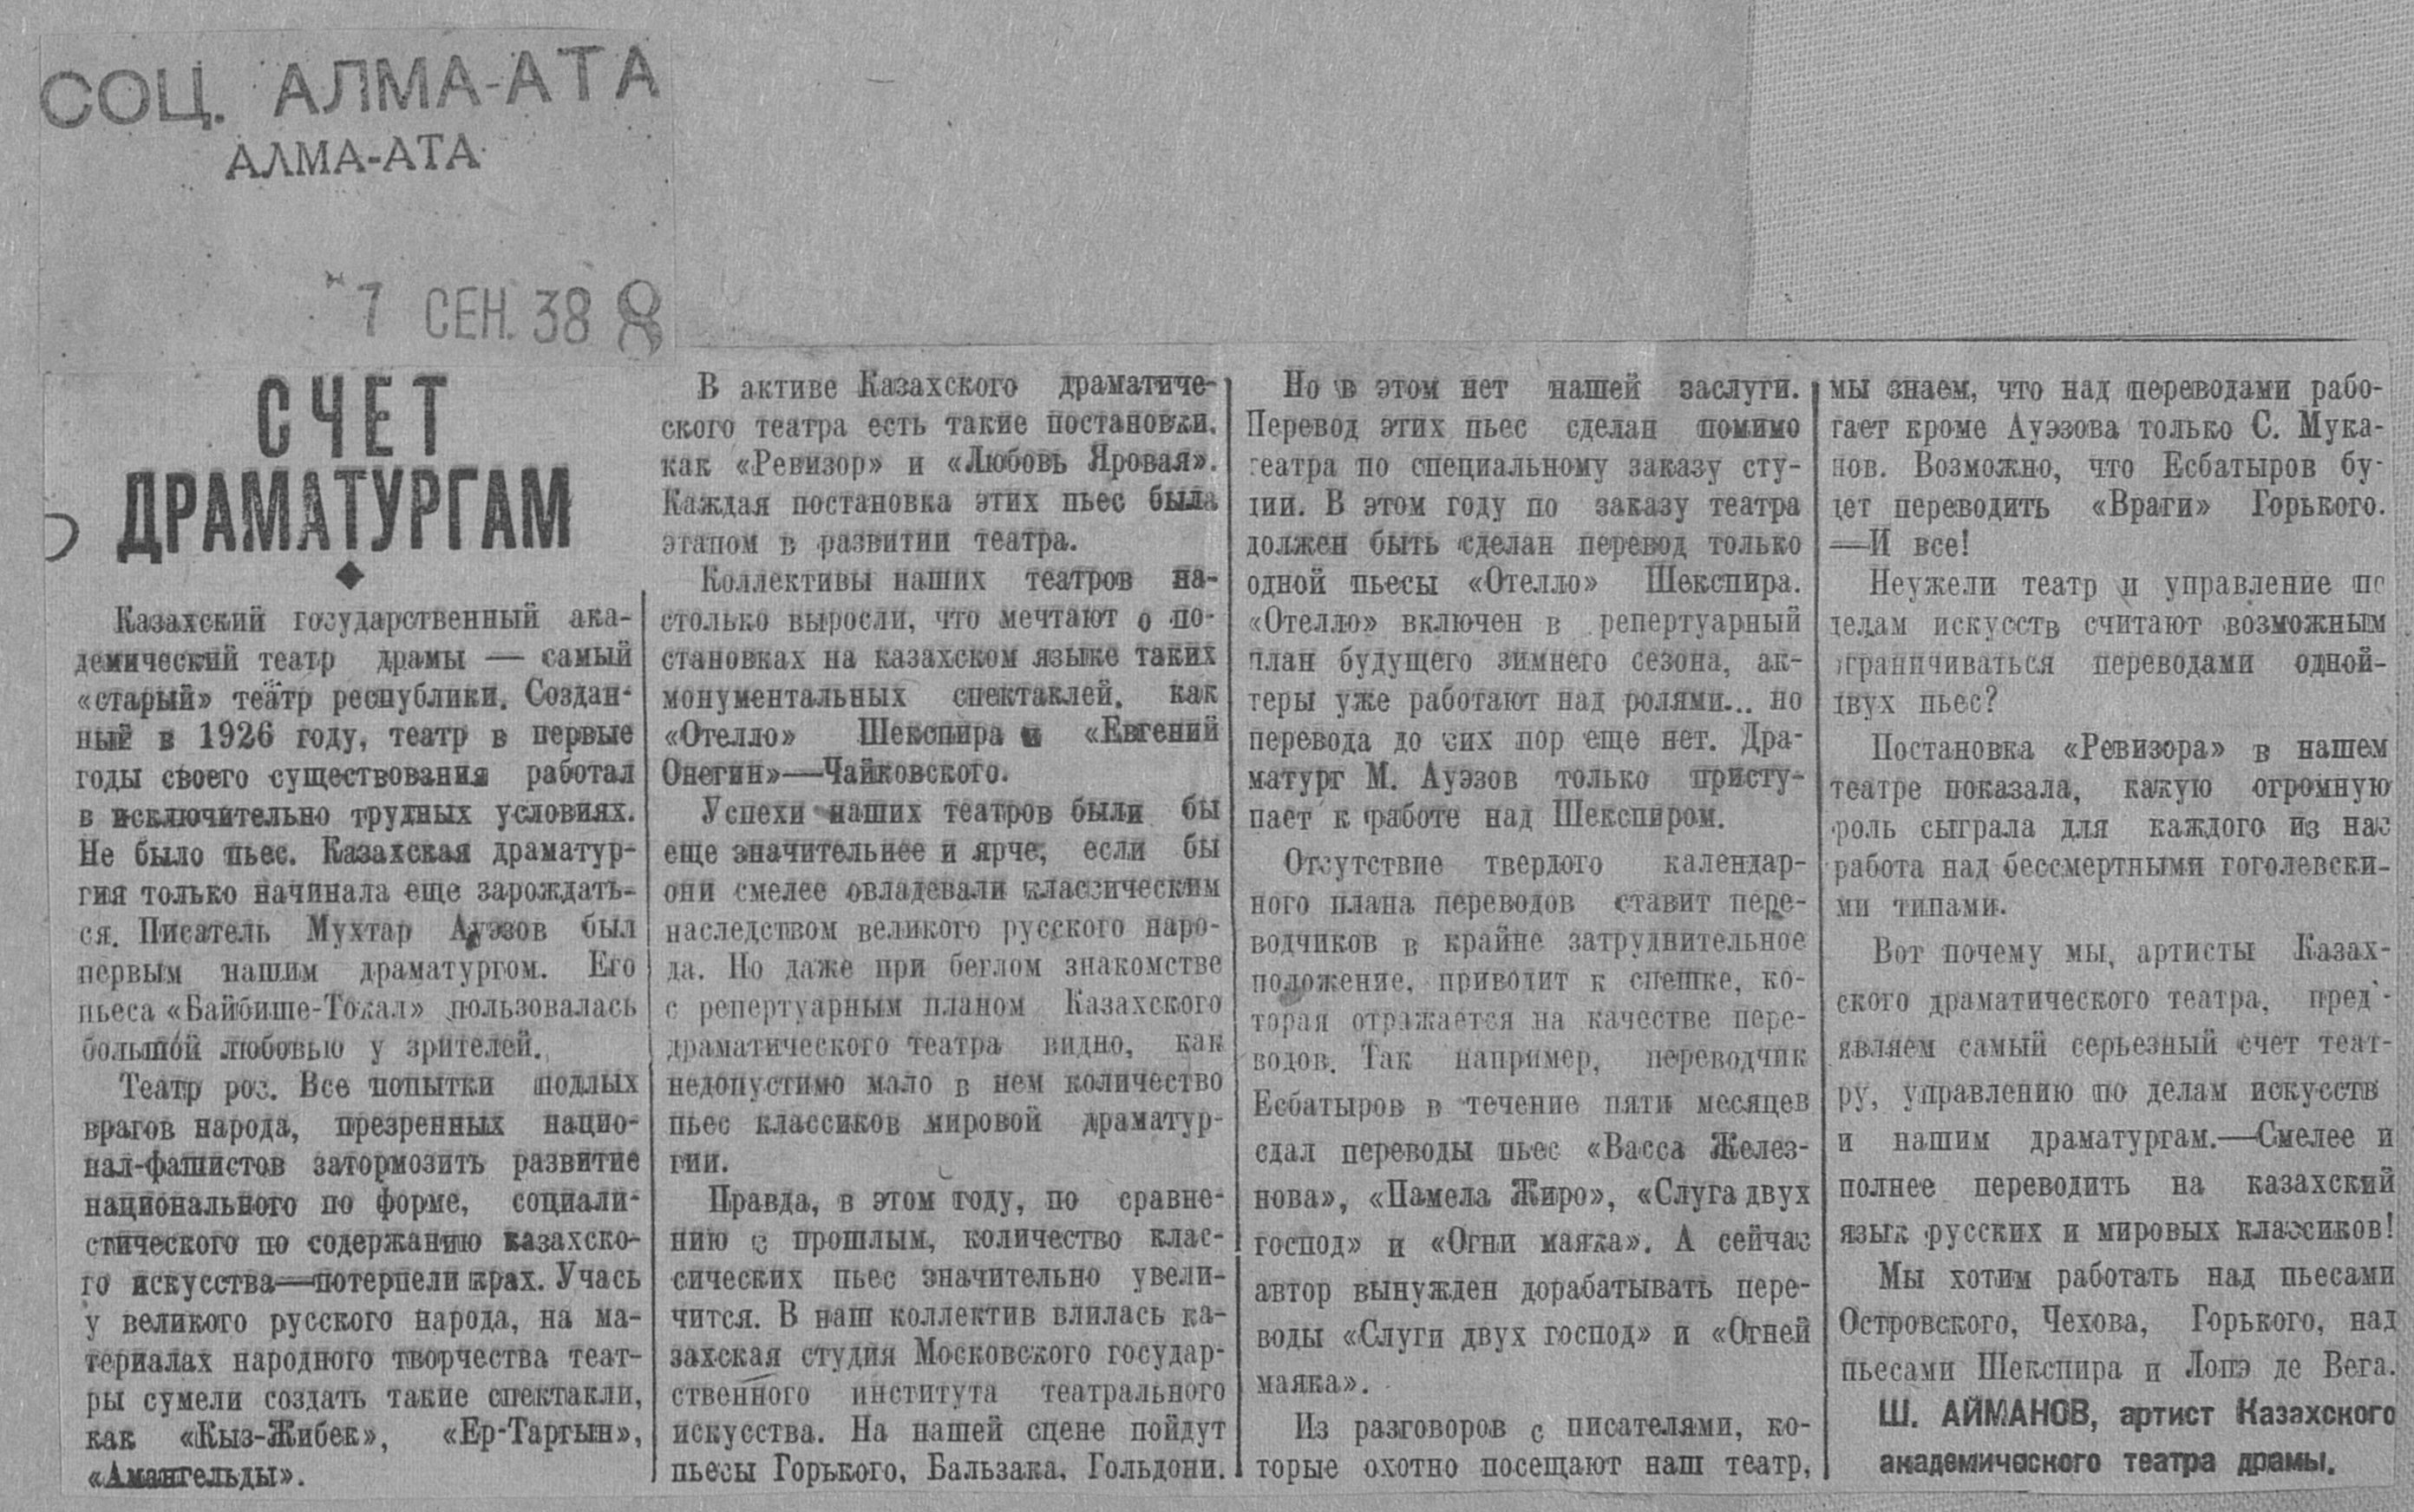 СОЦ. АЛМА-АТА
АЛМА-АТА
7 СЕН. 38 8
СЧЕТ
ДРАМАТУРГАМ
Казахский государственный ака-
демический театр драмы — самый
«старый» театр республики. Создан-
ный в 1926 году, театр в первые
годы своего существования работал
в исключительно трудных условиях.
Не было пьес. Казахская драматур-
гия только начинала еще зарождать-
ся. Писатель Мухтар Ауэзов был
первым нашим драматургом. Его
пьеса «Байбише-Токал» пользовалась
большой любовью у зрителей.
Театр рос. Все попытки подлых
врагов народа, презренных нацио-
нал-фашистов затормозить развитие
национального по форме, социали-
стического по содержанию казахско-
го искусства—потерпели крах. Учась
у великого русского народа, на ма-
териалах народного творчества теат-
ры сумели создать такие спектакли,
как «Кыз-Жибек», «Ер-Таргын»,
«Амангельды».
В активе Казахского драматиче-
ского театра есть такие постановки,
как «Ревизор» и «Любовь Яровая».
Каждая постановка этих пьес была
этапом в развитии театра.
Коллективы наших театров на-
столько выросли, что мечтают о по-
становках на казахском языке таких
монументальных спектаклей, как
«Отелло» Шекспира и «Евгений
Онегин»—Чайковского.
Успехи наших театров были бы
еще значительнее и ярче, если бы
они смелее овладевали классическим
наследством великого русского наро-
да. Но даже при беглом знакомстве
с репертуарным планом Казахского
драматического театра видно, как
недопустимо мало в нем количество
пьес классиков мировой драматур-
гии.
Правда, в этом году, по сравне-
нию с прошлым, количество клас-
сических пьес значительно увели-
чится. В наш коллектив влилась ка-
захская студия Московского государ-
ственного института театрального
искусства. На нашей сцене пойдут
пьесы Горького, Бальзака, Гольдони.
Но в этом нет нашей заслуги.
Перевод этих пьес сделан помимо
театра по специальному заказу сту-
дии. В этом году по заказу театра
должен быть сделан перевод только
одной пьесы «Отелло» Шекспира.
«Отелло» включен в репертуарный
план будущего зимнего сезона, ак-
теры уже работают над ролями... но
перевода до сих пор еще нет. Дра-
матург М. Ауэзов только присту-
пает к работе над Шекспиром.
Отсутствие твердого календар-
ного плана переводов ставит пере-
водчиков в крайне затруднительное
положение, приводит к спешке, ко-
торая отражается на качестве пере-
водов. Так например, переводчик
Есбатыров в течение пяти месяцев
сдал переводы пьес «Васса Желез-
нова», «Памела Жиро», «Слуга двух
господ» и «Огни маяка». А сейчас
автор вынужден дорабатывать пере-
воды «Слуги двух господ» и «Огней
маяка».
Из разговоров с писателями, ко-
торые охотно посещают наш театр,
мы знаем, что над переводами рабо-
тает кроме Ауэзова только С. Мука-
нов. Возможно, что Есбатыров бу-
дет переводить «Враги» Горького.
—И все!
Неужели театр и управление по
делам искусств считают возможным
ограничиваться переводами одной-
двух пьес?
Постановка «Ревизора» в нашем
театре показала, какую огромную
роль сыграла для каждого из нас
работа над бессмертными гоголевски-
ми типами.
Вот почему мы, артисты Казах-
ского драматического театра, пред'-
являем самый серьезный счет теат-
ру, управлению по делам искусств
и нашим драматургам.—Смелее и
полнее переводить на казахский
язык русских и мировых классиков!
Мы хотим работать над пьесами
Островского, Чехова, Горького, над
пьесами Шекспира и Лопэ де Вега.
Ш. АЙМАНОВ, артист Казахского
академического театра драмы.